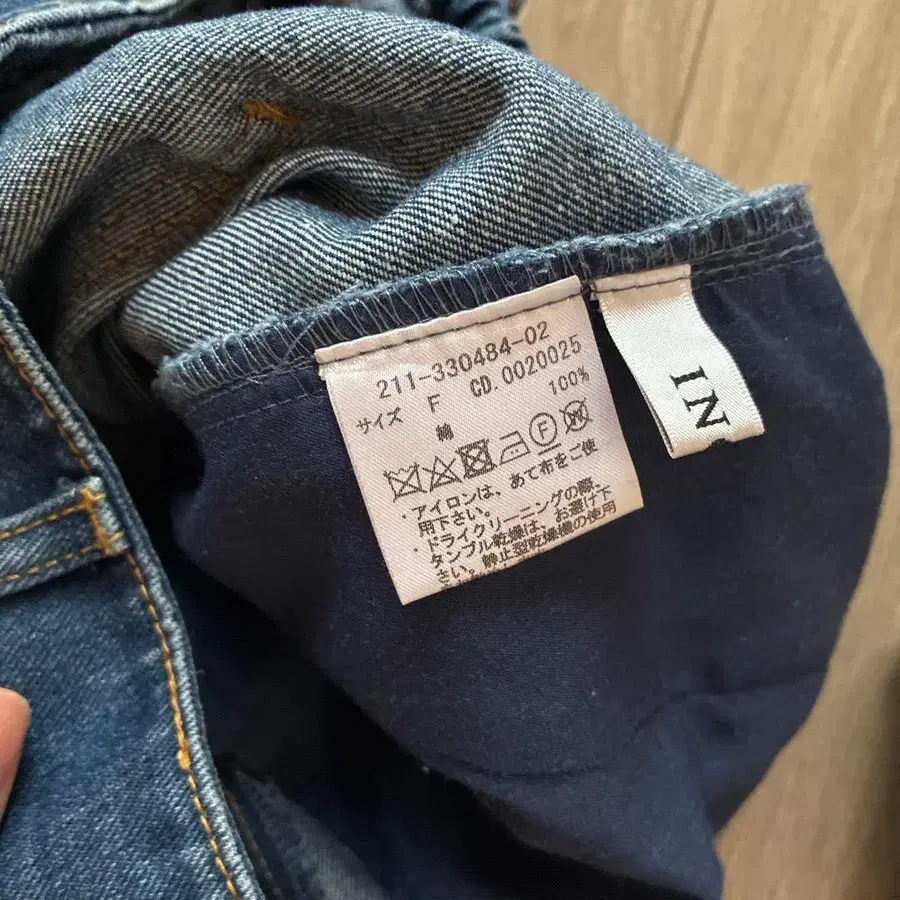 211-330484-02
サイズ F CD.0020025
綿 100%
・アイロンは、あて布をご使
用下さい。
・ドライクリーニングの際、
タンブル乾燥は、お避け下
さい。静止型乾燥機の使用
IN